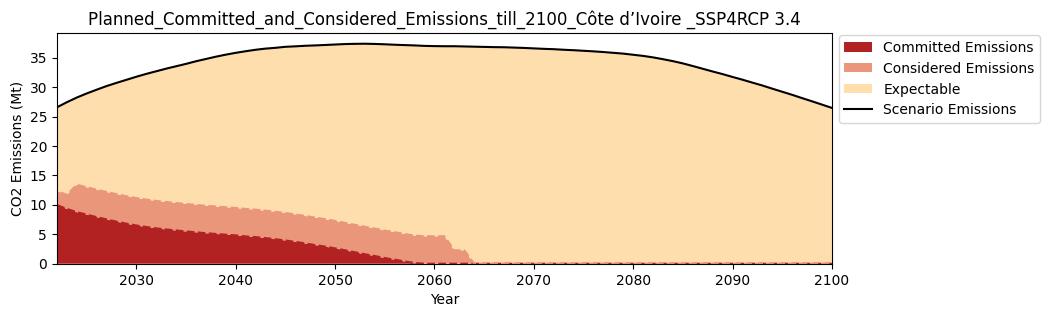 Planned_Committed_and_Considered_Emissions_till_2100_Côte d’Ivoire _SSP4RCP 3.4
CO2 Emissions (Mt)
35
30
25
20
15
10
5
0
2030 2040 2050 2060 2070 2080 2090 2100
Year
Committed Emissions
Considered Emissions
Expectable
Scenario Emissions